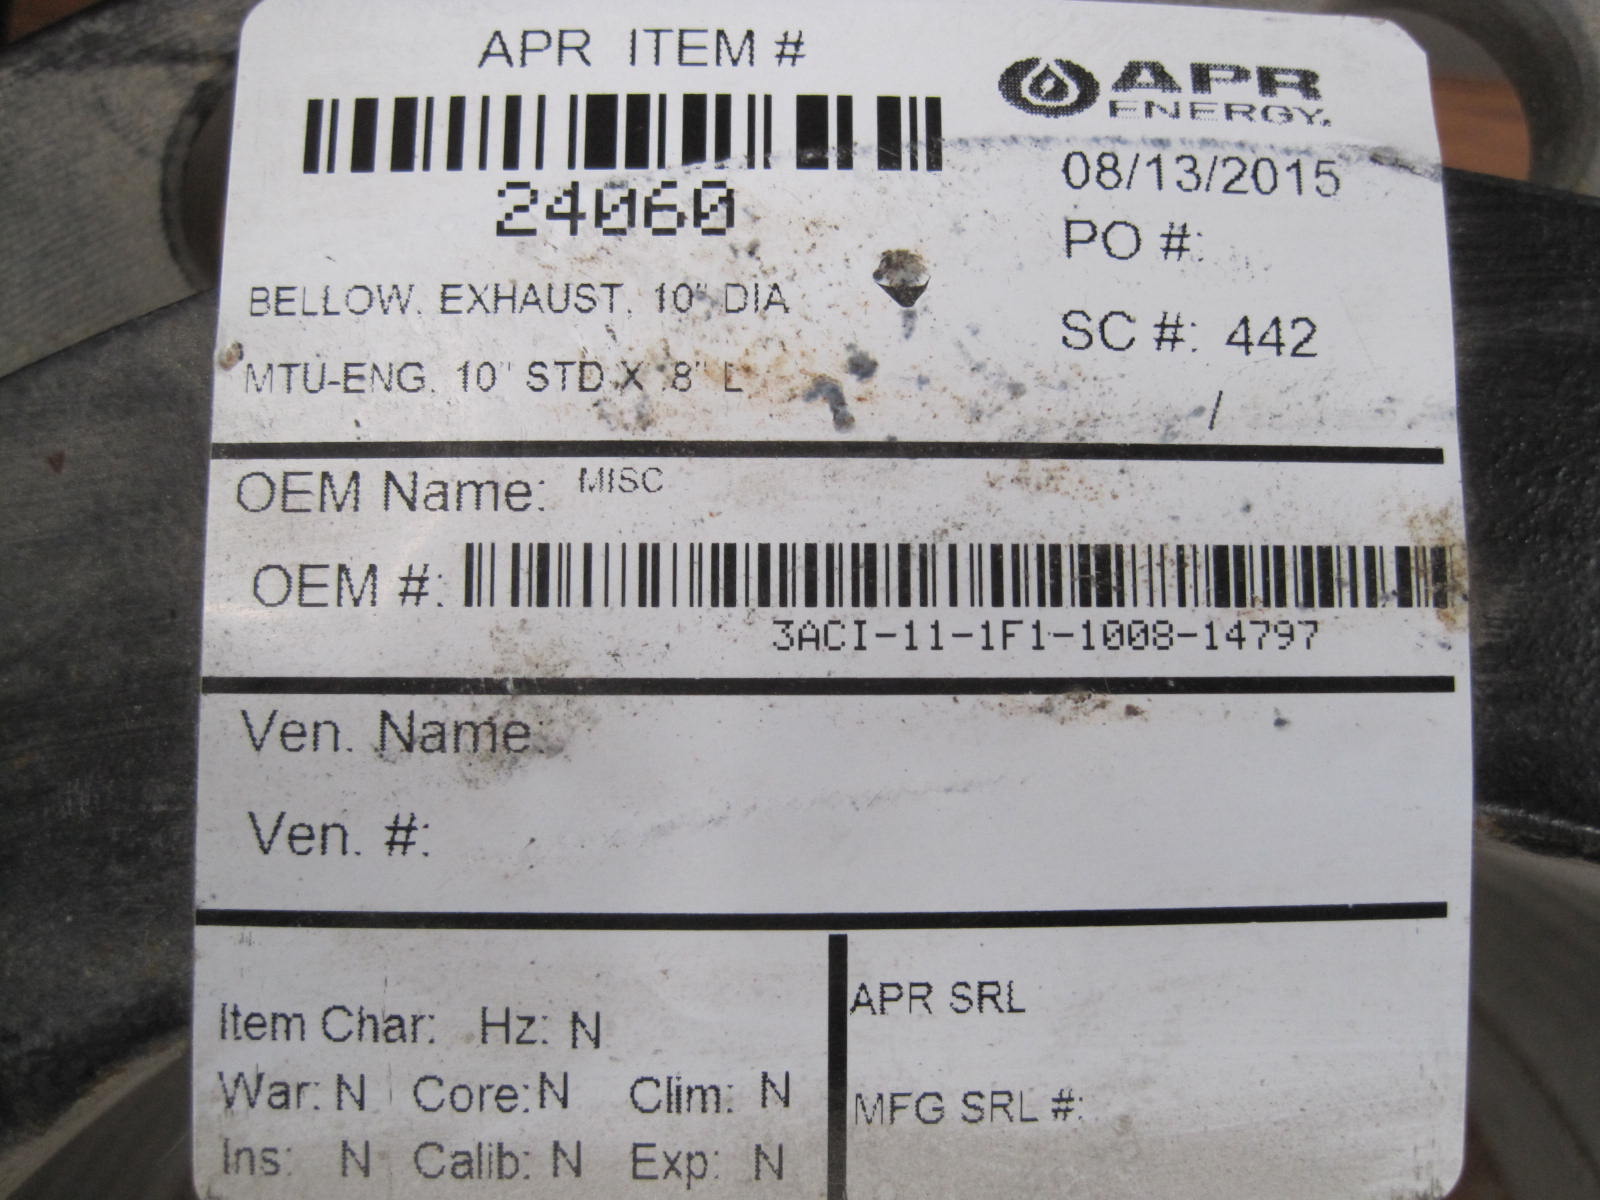 APR ITEM #
APR
ENERGY.
24060
08/13/2015
PO #:
BELLOW, EXHAUST, 10" DIA
SC #: 442
MTU-ENG. 10" STD X .8" L
/
OEM Name: MISC
OEM #:
3ACI-11-1F1-1008-14797
Ven. Name:
Ven. #:
Item Char: Hz: N
War: N Core: N Clim: N
Ins: N Calib: N Exp: N
APR SRL
MFG SRL #: